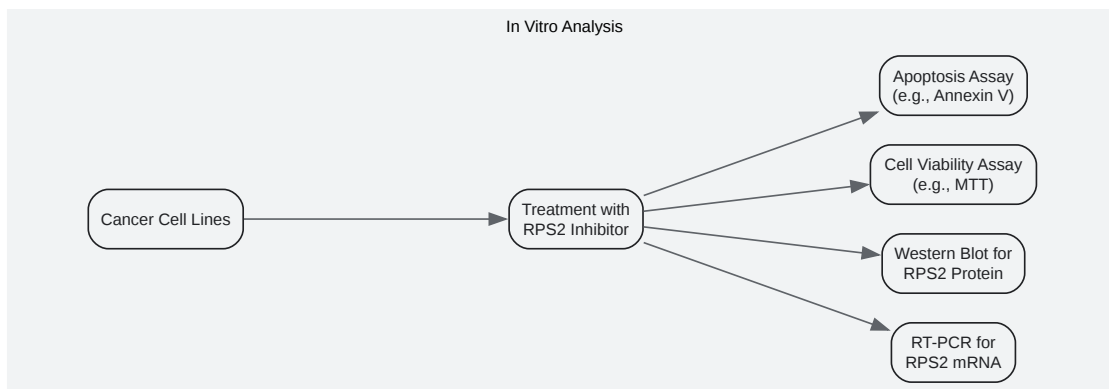 In Vitro Analysis
Cancer Cell Lines
Treatment with
RPS2 Inhibitor
Apoptosis Assay
(e.g., Annexin V)
Cell Viability Assay
(e.g., MTT)
Western Blot for
RPS2 Protein
RT-PCR for
RPS2 mRNA